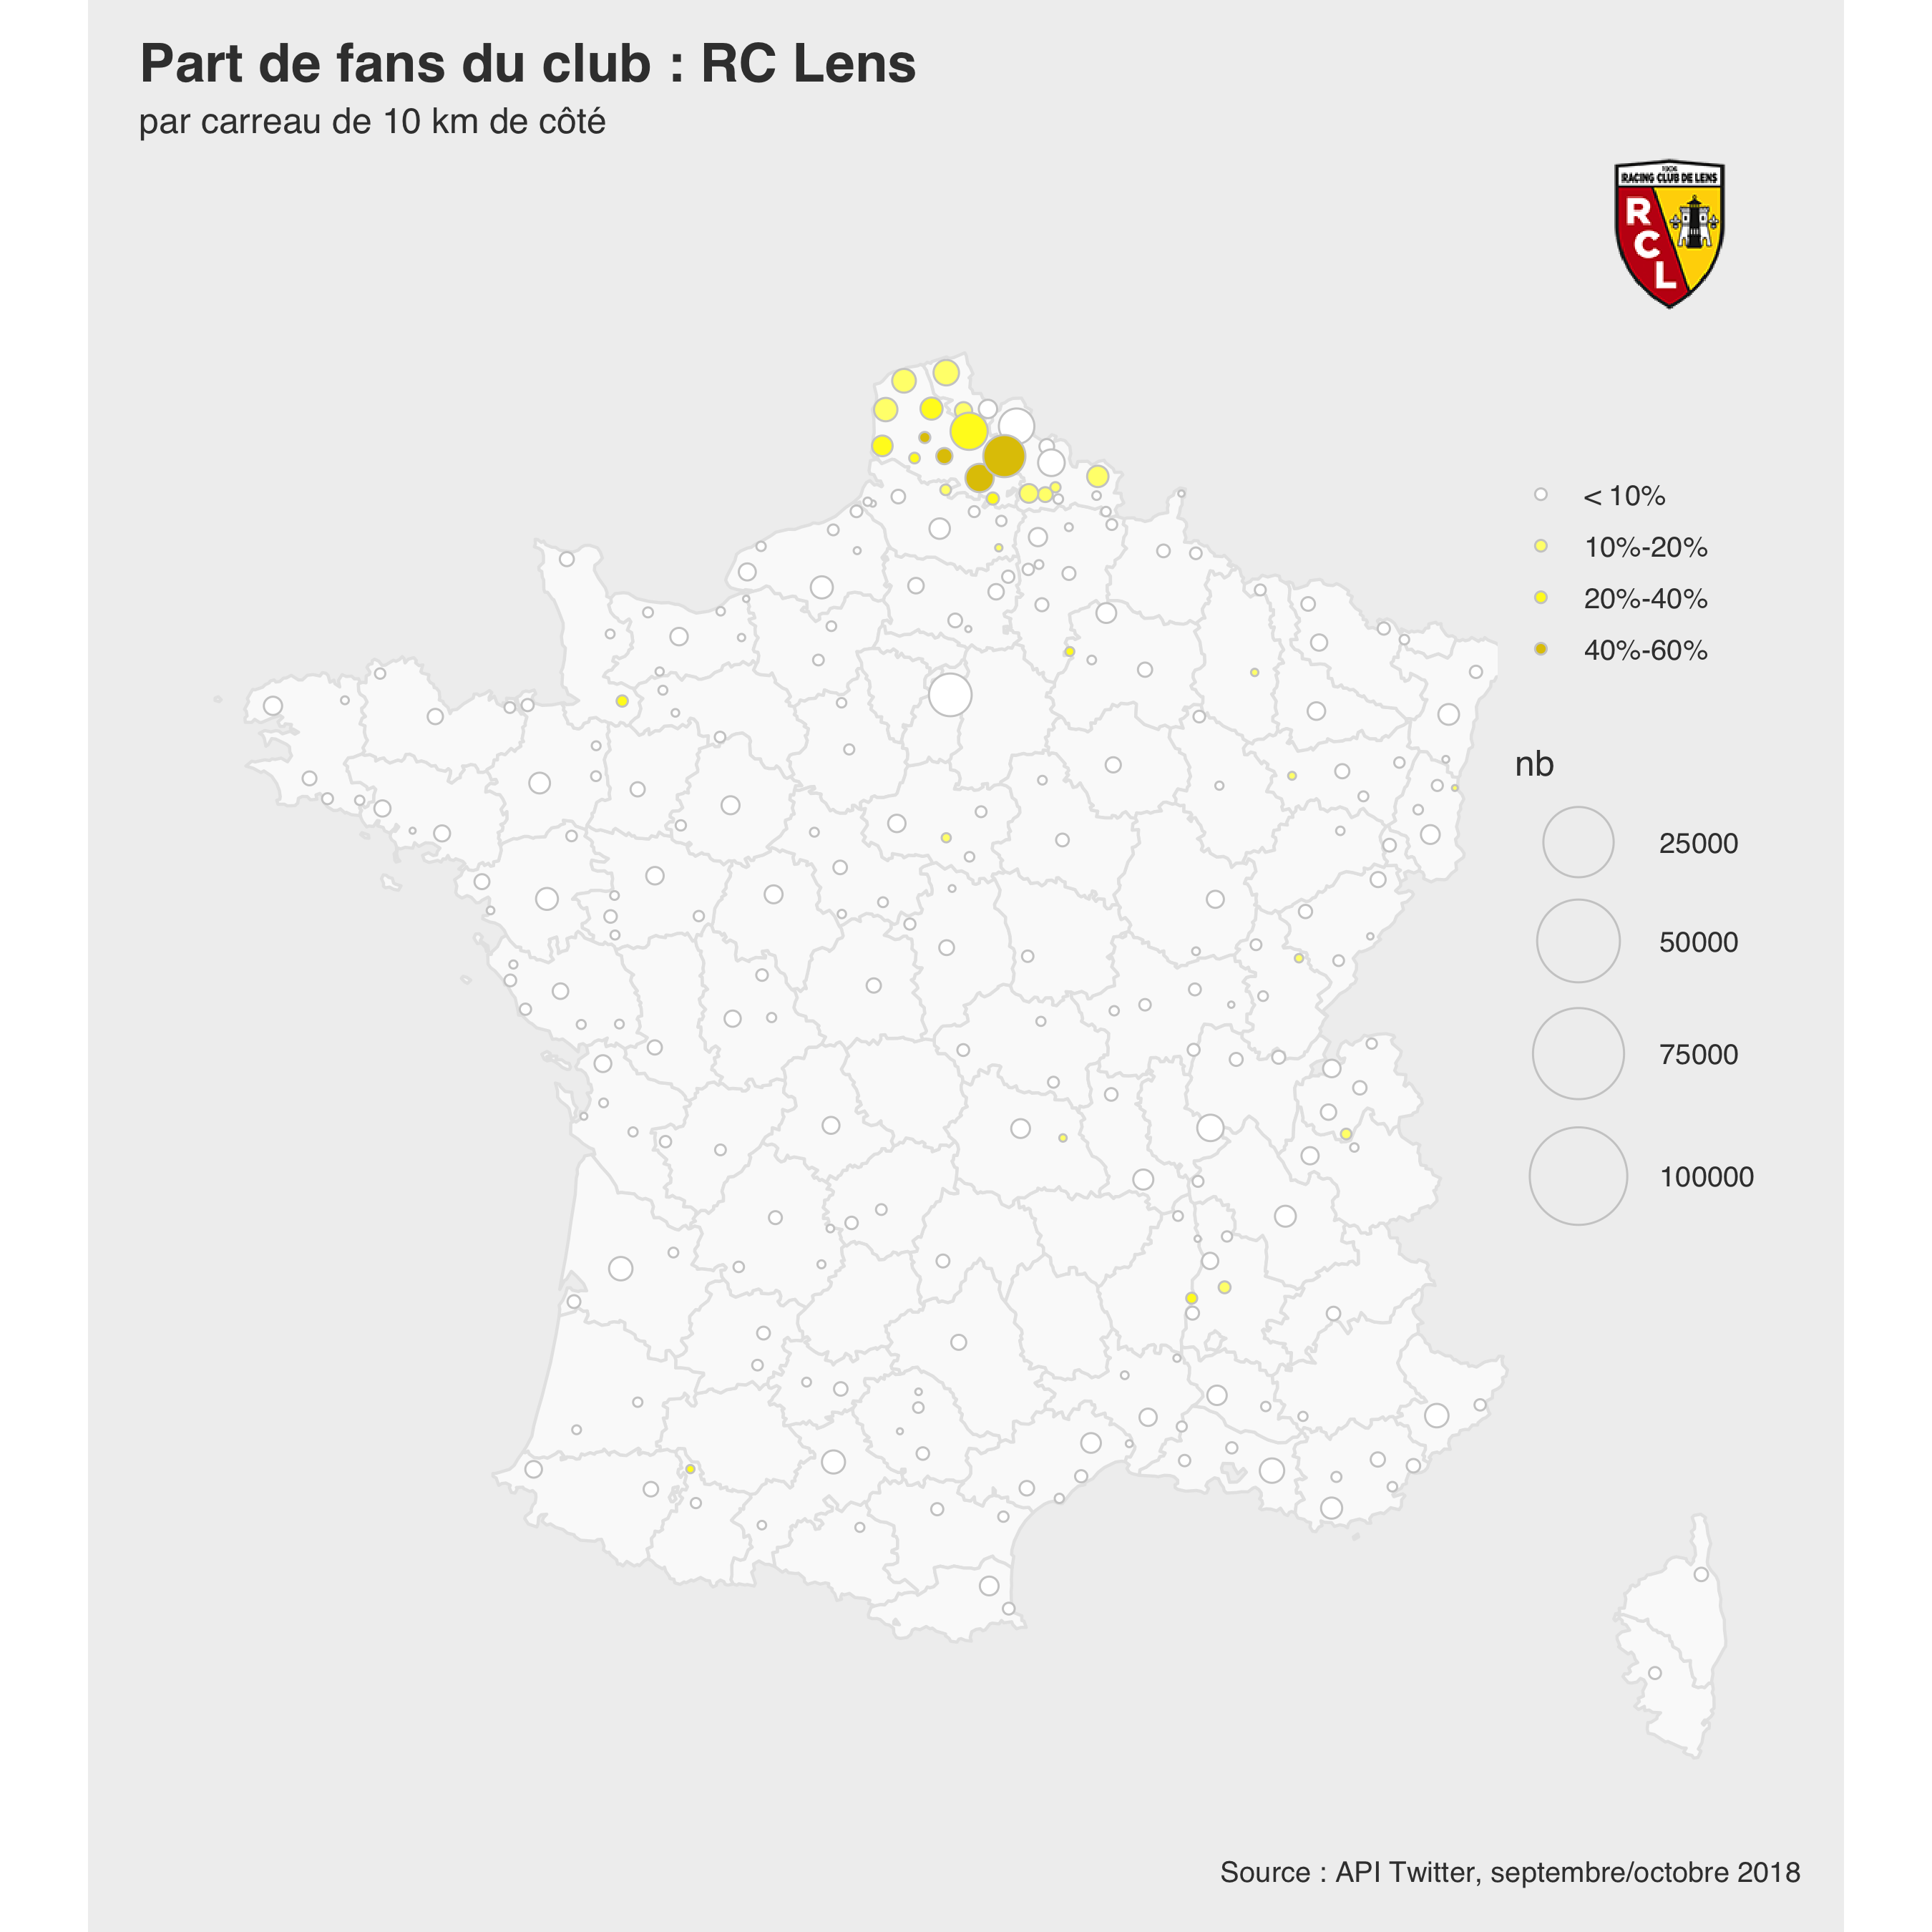 Part de fans du club : RC Lens
par carreau de 10 km de côté
1906
RACING CLUB DE LENS
R
C
L
< 10%
10%-20%
20%-40%
40%-60%
nb
25000
50000
75000
100000
Source : API Twitter, septembre/octobre 2018